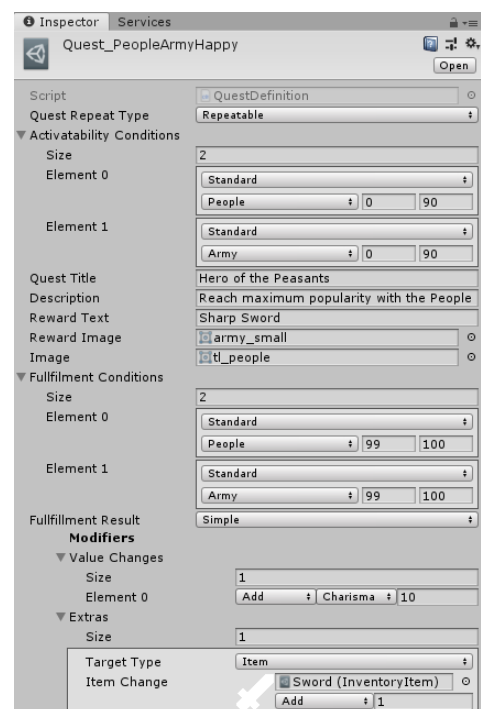 Inspector Services
Quest_PeopleArmyHappy
Open
Script QuestDefinition
Quest Repeat Type Repeatable
Activatability Conditions
Size 2
Element 0 Standard
People 0 90
Element 1 Standard
Army 0 90
Quest Title Hero of the Peasants
Description Reach maximum popularity with the People
Reward Text Sharp Sword
Reward Image army_small
Image tl_people
Fullfilment Conditions
Size 2
Element 0 Standard
People 99 100
Element 1 Standard
Army 99 100
Fullfillment Result Simple
Modifiers
Value Changes
Size 1
Element 0 Add Charisma 10
Extras
Size 1
Target Type Item
Item Change Sword (InventoryItem)
Add 1